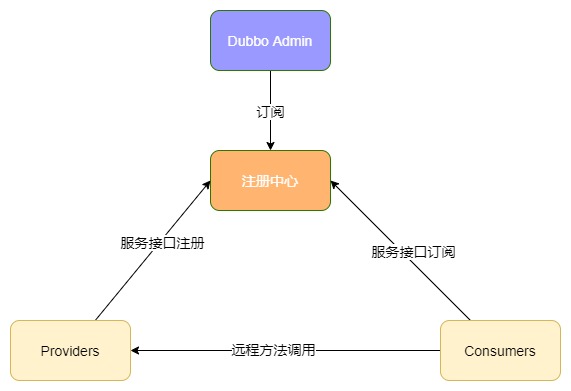 Dubbo Admin
订阅
注册中心
服务接口注册
服务接口订阅
Providers
远程方法调用
Consumers